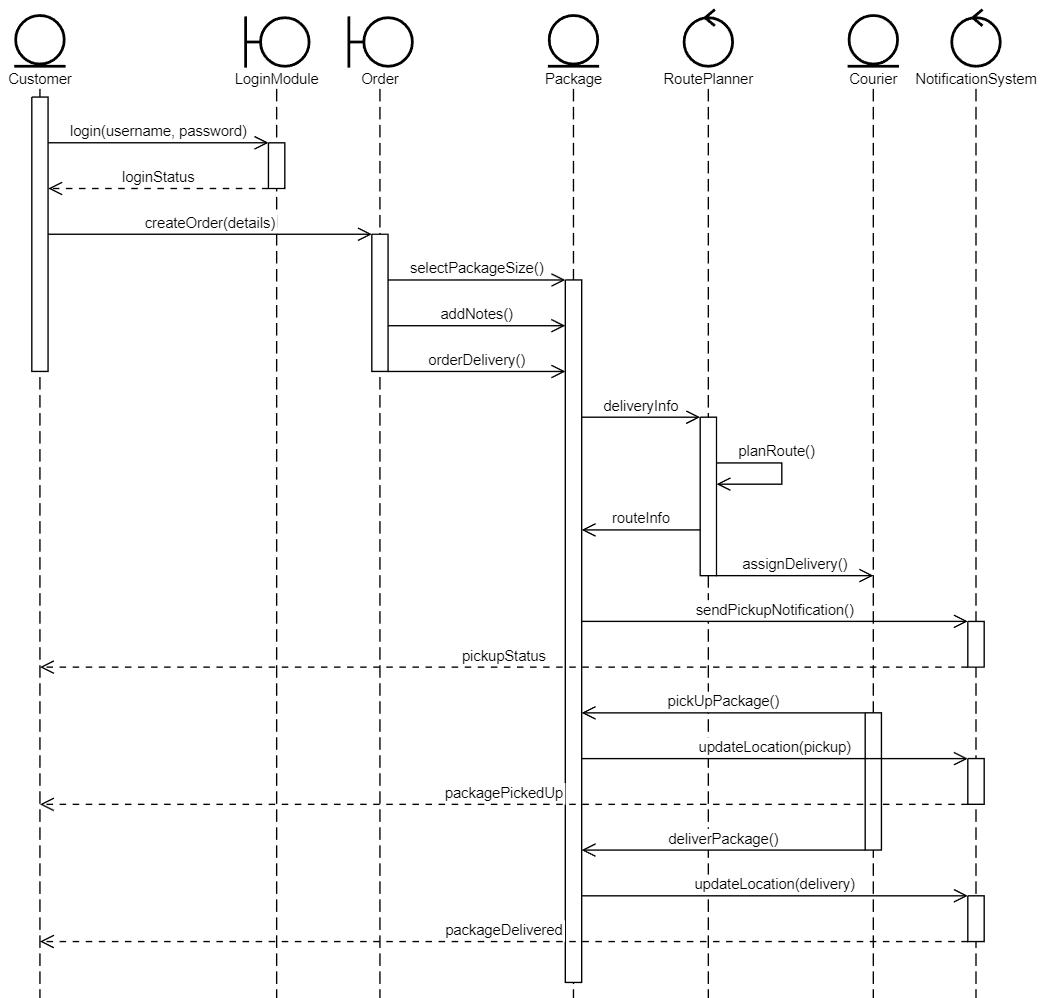 Customer
LoginModule
Order
Package
RoutePlanner
Courier
NotificationSystem
login(username, password)
loginStatus
createOrder(details)
selectPackageSize()
addNotes()
orderDelivery()
deliveryInfo
planRoute()
routeInfo
assignDelivery()
sendPickupNotification()
pickupStatus
pickUpPackage()
updateLocation(pickup)
packagePickedUp
deliverPackage()
updateLocation(delivery)
packageDelivered